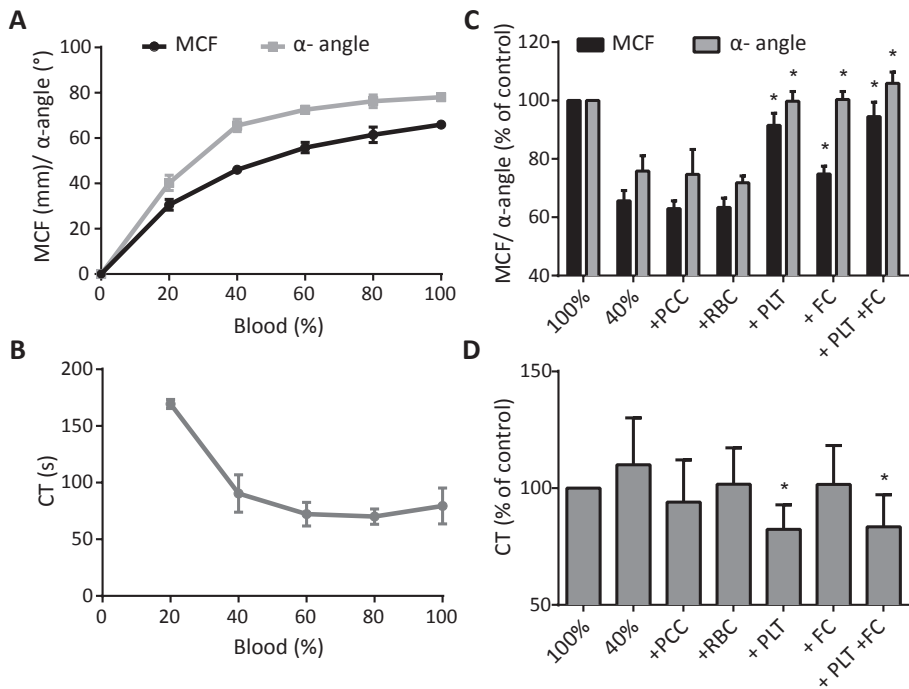 A
MCF
α- angle
MCF (mm)/ α-angle (°)
100
80
60
40
20
0
0
20
40
60
80
100
Blood (%)
B
CT (s)
200
150
100
50
0
0
20
40
60
80
100
Blood (%)
C
MCF
α- angle
MCF/ α-angle (% of control)
120
100
80
60
40
*
*
*
*
*
*
100%
40%
+PCC
+RBC
+ PLT
+ FC
+ PLT +FC
D
CT (% of control)
150
100
50
*
*
100%
40%
+PCC
+RBC
+ PLT
+ FC
+ PLT +FC